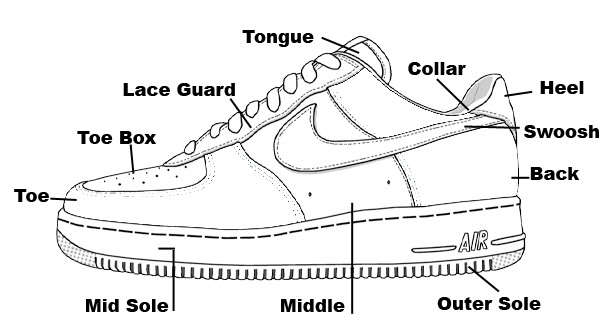 Tongue
Collar
Heel
Lace Guard
Swoosh
Toe Box
Back
Toe
AIR
Mid Sole
Middle
Outer Sole